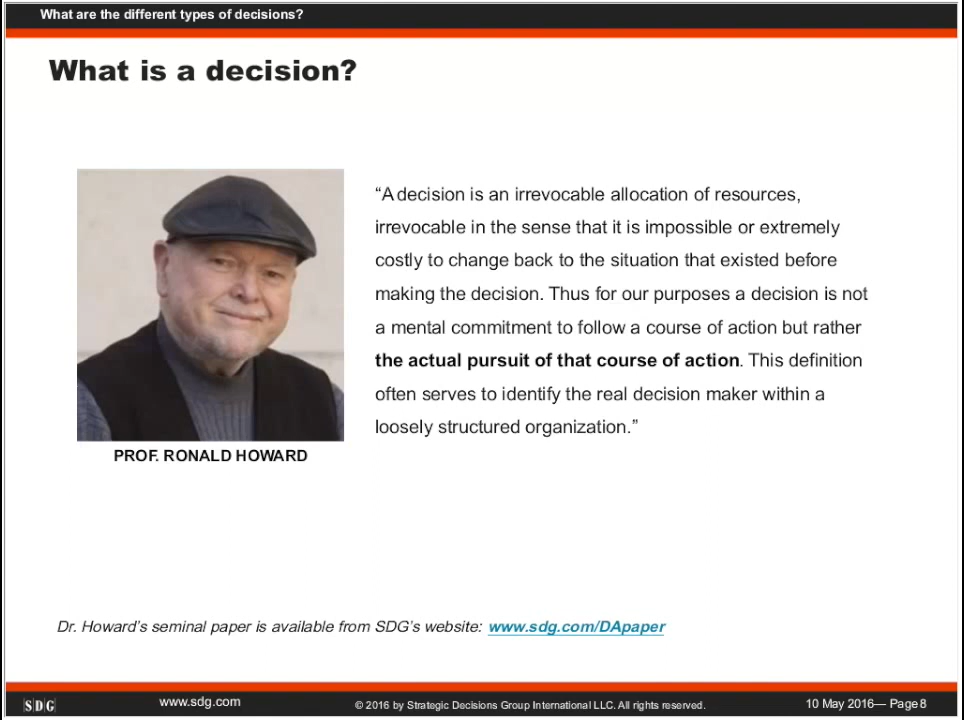 What are the different types of decisions?
What is a decision?
“A decision is an irrevocable allocation of resources,
irrevocable in the sense that it is impossible or extremely
costly to change back to the situation that existed before
making the decision. Thus for our purposes a decision is not
a mental commitment to follow a course of action but rather
the actual pursuit of that course of action. This definition
often serves to identify the real decision maker within a
loosely structured organization.”
PROF. RONALD HOWARD
Dr. Howard’s seminal paper is available from SDG’s website: www.sdg.com/DApaper
SDG www.sdg.com © 2016 by Strategic Decisions Group International LLC. All rights reserved. 10 May 2016— Page 8